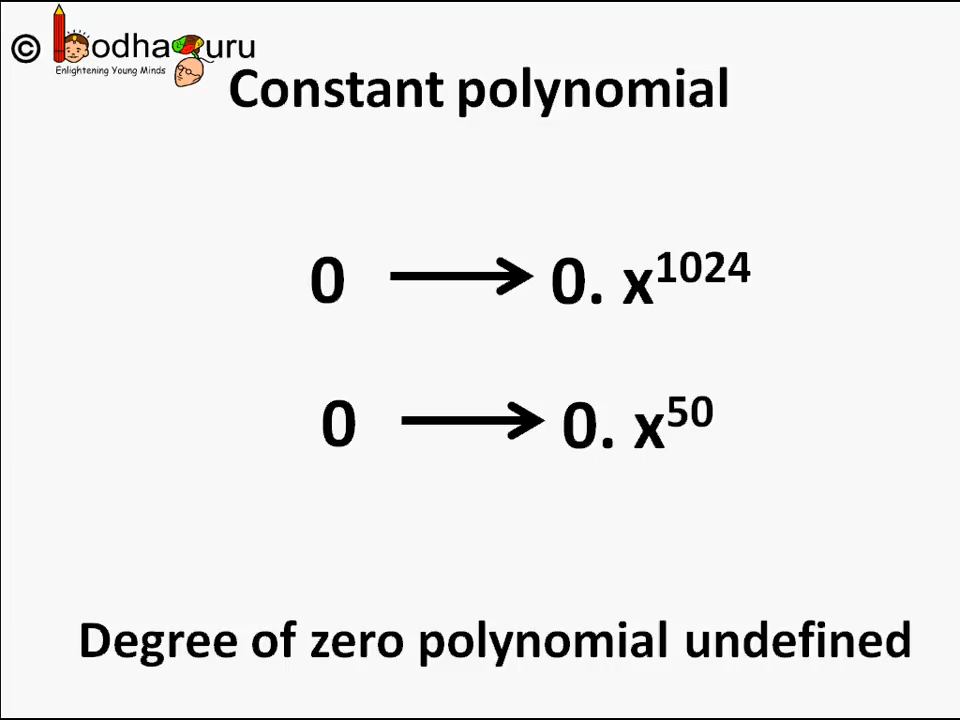 © bodhaguru
Enlightening Young Minds
Constant polynomial
0 → 0. x¹⁰²⁴
0 → 0. x⁵⁰
Degree of zero polynomial undefined